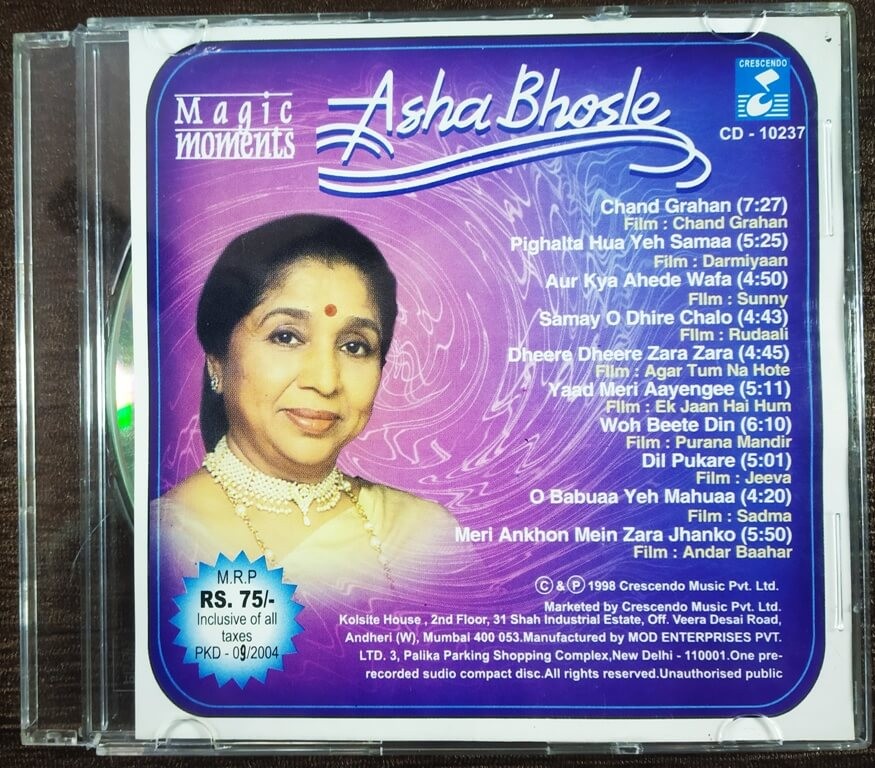 Magic
moments
Asha Bhosle
CRESCENDO
CD - 10237
Chand Grahan (7:27)
Film : Chand Grahan
Pighalta Hua Yeh Samaa (5:25)
Film : Darmiyaan
Aur Kya Ahede Wafa (4:50)
Film : Sunny
Samay O Dhire Chalo (4:43)
Film : Rudaali
Dheere Dheere Zara Zara (4:45)
Film : Agar Tum Na Hote
Yaad Meri Aayengee (5:11)
Film : Ek Jaan Hai Hum
Woh Beete Din (6:10)
Film : Purana Mandir
Dil Pukare (5:01)
Film : Jeeva
O Babuaa Yeh Mahuaa (4:20)
Film : Sadma
Meri Ankhon Mein Zara Jhanko (5:50)
Film : Andar Baahar
M.R.P
RS. 75/-
Inclusive of all
taxes
PKD - 09/2004
© & ℗ 1998 Crescendo Music Pvt. Ltd.
Marketed by Crescendo Music Pvt. Ltd.
Kolsite House , 2nd Floor, 31 Shah Industrial Estate, Off. Veera Desai Road,
Andheri (W), Mumbai 400 053.Manufactured by MOD ENTERPRISES PVT.
LTD. 3, Palika Parking Shopping Complex,New Delhi - 110001.One pre-
recorded sudio compact disc.All rights reserved.Unauthorised public